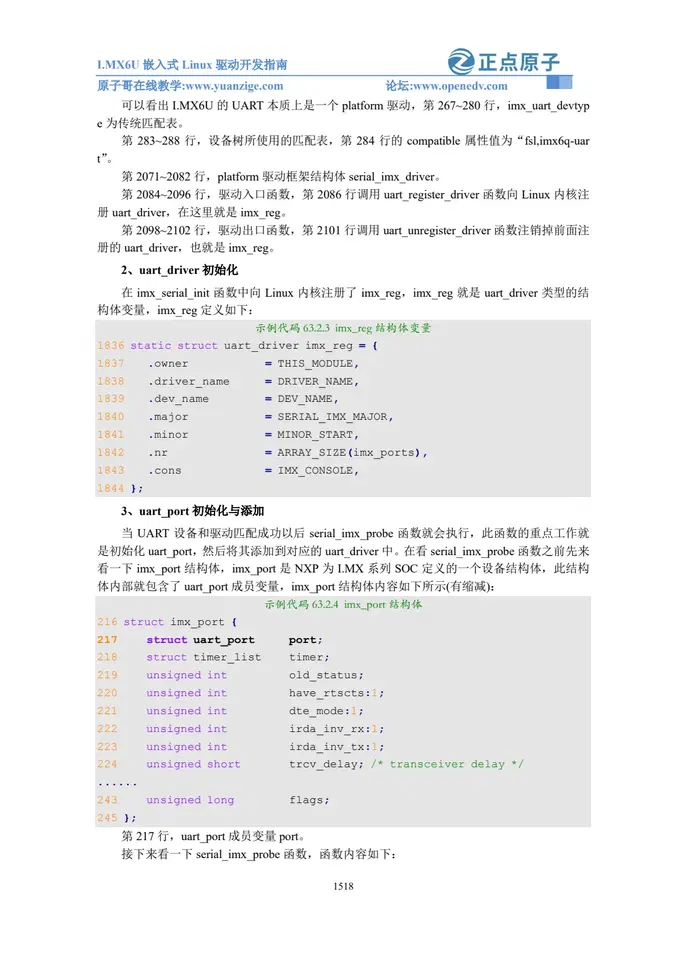 I.MX6U 嵌入式 Linux 驱动开发指南
正点原子
原子哥在线教学:www.yuanzige.com 论坛:www.openedv.com
可以看出 I.MX6U 的 UART 本质上是一个 platform 驱动，第 267~280 行，imx_uart_devtyp
e 为传统匹配表。
第 283~288 行，设备树所使用的匹配表，第 284 行的 compatible 属性值为“fsl,imx6q-uar
t”。
第 2071~2082 行，platform 驱动框架结构体 serial_imx_driver。
第 2084~2096 行，驱动入口函数，第 2086 行调用 uart_register_driver 函数向 Linux 内核注
册 uart_driver，在这里就是 imx_reg。
第 2098~2102 行，驱动出口函数，第 2101 行调用 uart_unregister_driver 函数注销掉前面注
册的 uart_driver，也就是 imx_reg。
2、uart_driver 初始化
在 imx_serial_init 函数中向 Linux 内核注册了 imx_reg，imx_reg 就是 uart_driver 类型的结
构体变量，imx_reg 定义如下：
示例代码 63.2.3 imx_reg 结构体变量
1836 static struct uart_driver imx_reg = {
1837 .owner = THIS_MODULE,
1838 .driver_name = DRIVER_NAME,
1839 .dev_name = DEV_NAME,
1840 .major = SERIAL_IMX_MAJOR,
1841 .minor = MINOR_START,
1842 .nr = ARRAY_SIZE(imx_ports),
1843 .cons = IMX_CONSOLE,
1844 };
3、uart_port 初始化与添加
当 UART 设备和驱动匹配成功以后 serial_imx_probe 函数就会执行，此函数的重点工作就
是初始化 uart_port，然后将其添加到对应的 uart_driver 中。在看 serial_imx_probe 函数之前先来
看一下 imx_port 结构体，imx_port 是 NXP 为 I.MX 系列 SOC 定义的一个设备结构体，此结构
体内部就包含了 uart_port 成员变量，imx_port 结构体内容如下所示(有缩减)：
示例代码 63.2.4 imx_port 结构体
216 struct imx_port {
217 struct uart_port port;
218 struct timer_list timer;
219 unsigned int old_status;
220 unsigned int have_rtscts:1;
221 unsigned int dte_mode:1;
222 unsigned int irda_inv_rx:1;
223 unsigned int irda_inv_tx:1;
224 unsigned short trcv_delay; /* transceiver delay */
......
243 unsigned long flags;
245 };
第 217 行，uart_port 成员变量 port。
接下来看一下 serial_imx_probe 函数，函数内容如下：
1518